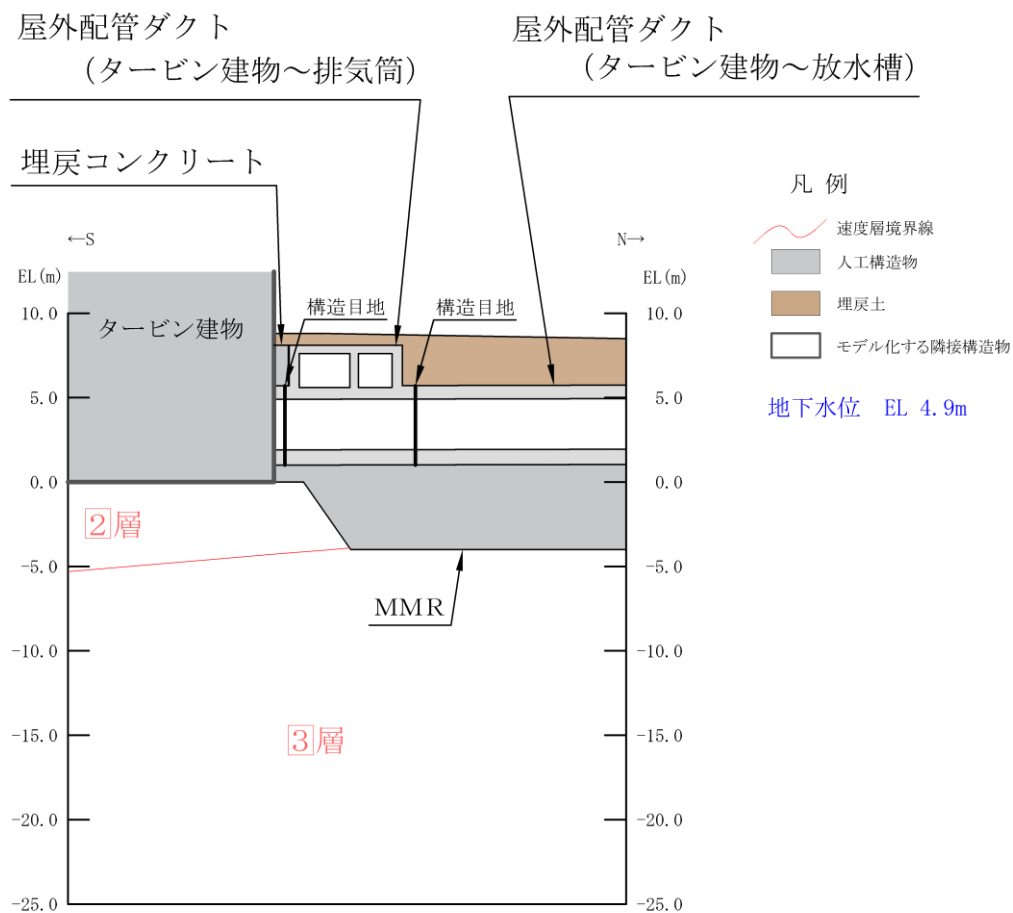 屋外配管ダクト
(タービン建物～排気筒)
屋外配管ダクト
(タービン建物～放水槽)
埋戻コンクリート
凡 例
速度層境界線
人工構造物
埋戻土
モデル化する隣接構造物
地下水位 EL 4.9m
←S
N→
EL(m)
EL(m)
構造目地
構造目地
タービン建物
10.0
10.0
5.0
5.0
0.0
0.0
2層
-5.0
-5.0
MMR
-10.0
-10.0
3層
-15.0
-15.0
-20.0
-20.0
-25.0
-25.0